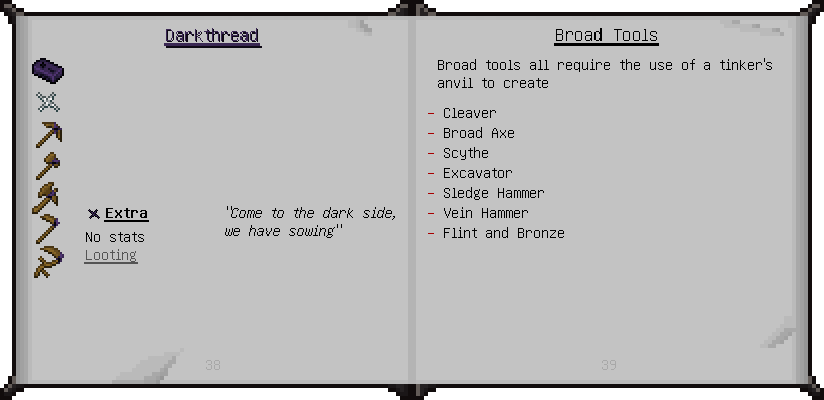 Darkthread
Extra
No stats
Looting
"Come to the dark side,
we have sowing"
38
Broad Tools
Broad tools all require the use of a tinker's
anvil to create
- Cleaver
- Broad Axe
- Scythe
- Excavator
- Sledge Hammer
- Vein Hammer
- Flint and Bronze
39